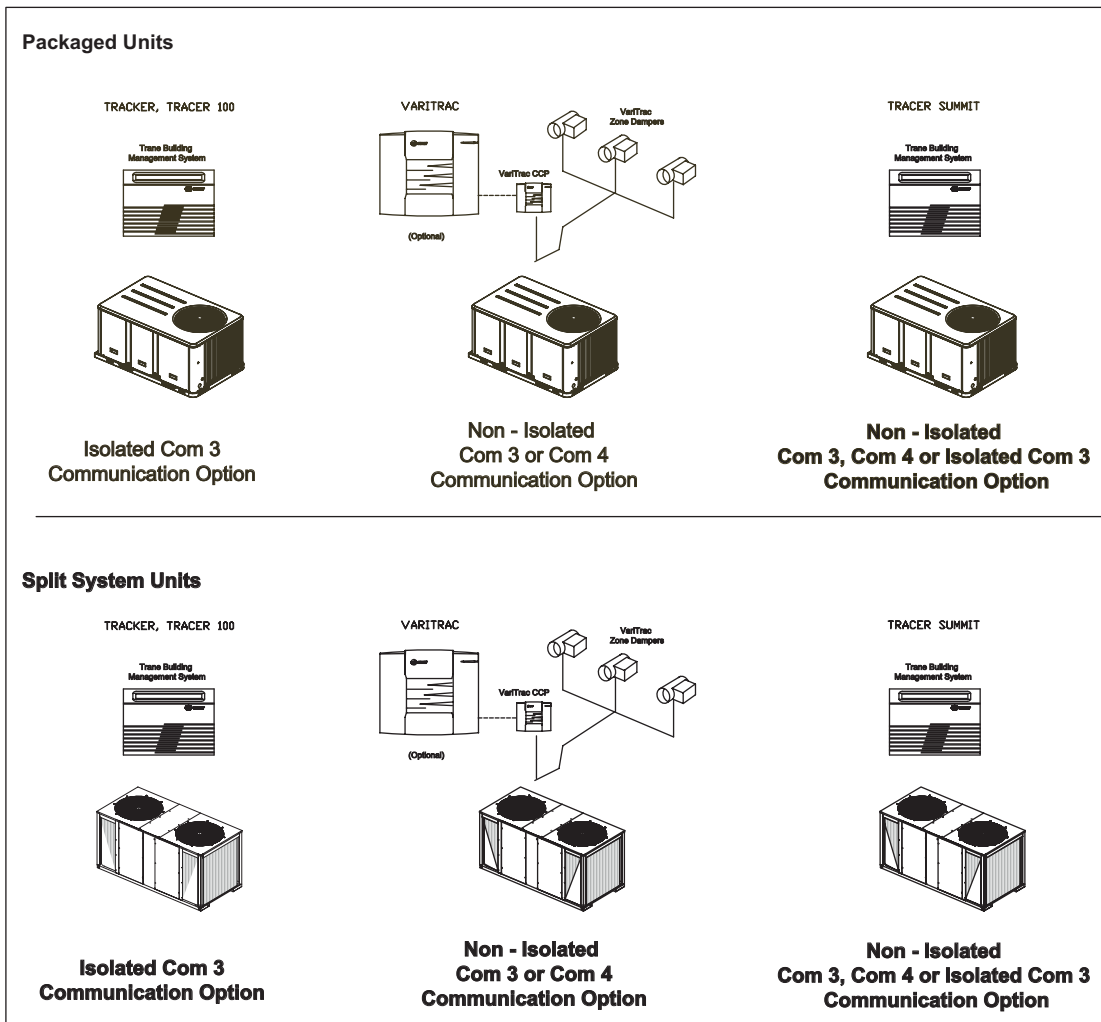 Packaged Units
TRACKER, TRACER 100
Trane Building
Management System
Isolated Com 3
Communication Option
VARITRAC
VariTrac CCP
(Optional)
VariTrac
Zone Dampers
Non - Isolated
Com 3 or Com 4
Communication Option
TRACER SUMMIT
Trane Building
Management System
Non - Isolated
Com 3, Com 4 or Isolated Com 3
Communication Option
Split System Units
TRACKER, TRACER 100
Trane Building
Management System
Isolated Com 3
Communication Option
VARITRAC
VariTrac CCP
(Optional)
VariTrac
Zone Dampers
Non - Isolated
Com 3 or Com 4
Communication Option
TRACER SUMMIT
Trane Building
Management System
Non - Isolated
Com 3, Com 4 or Isolated Com 3
Communication Option